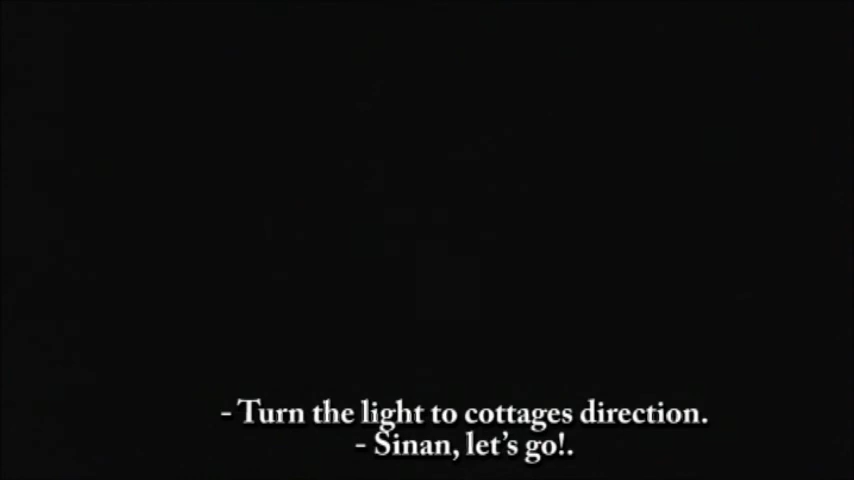 - Turn the light to cottages direction.
- Sinan, let's go!.